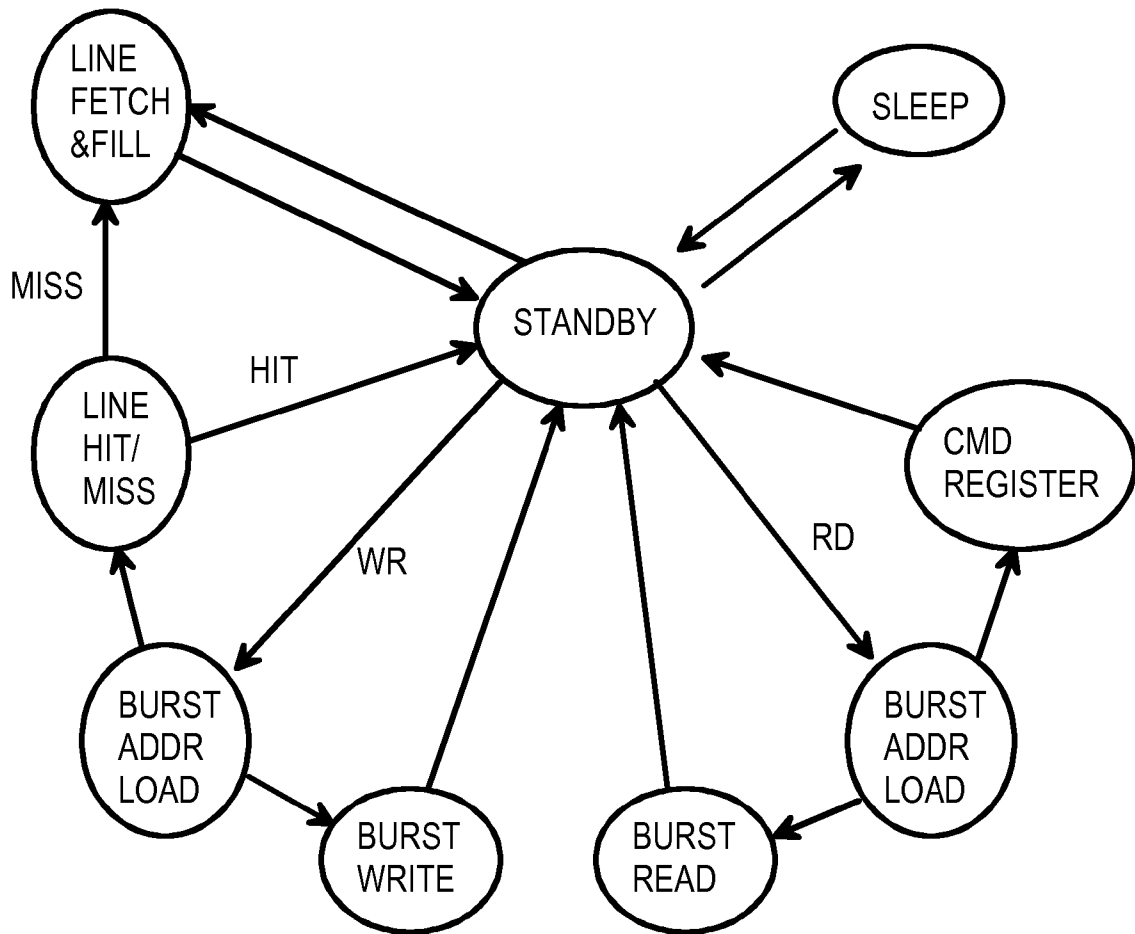 LINE
FETCH
&FILL
SLEEP
MISS
STANDBY
HIT
LINE
HIT/
MISS
CMD
REGISTER
WR
RD
BURST
ADDR
LOAD
BURST
WRITE
BURST
READ
BURST
ADDR
LOAD